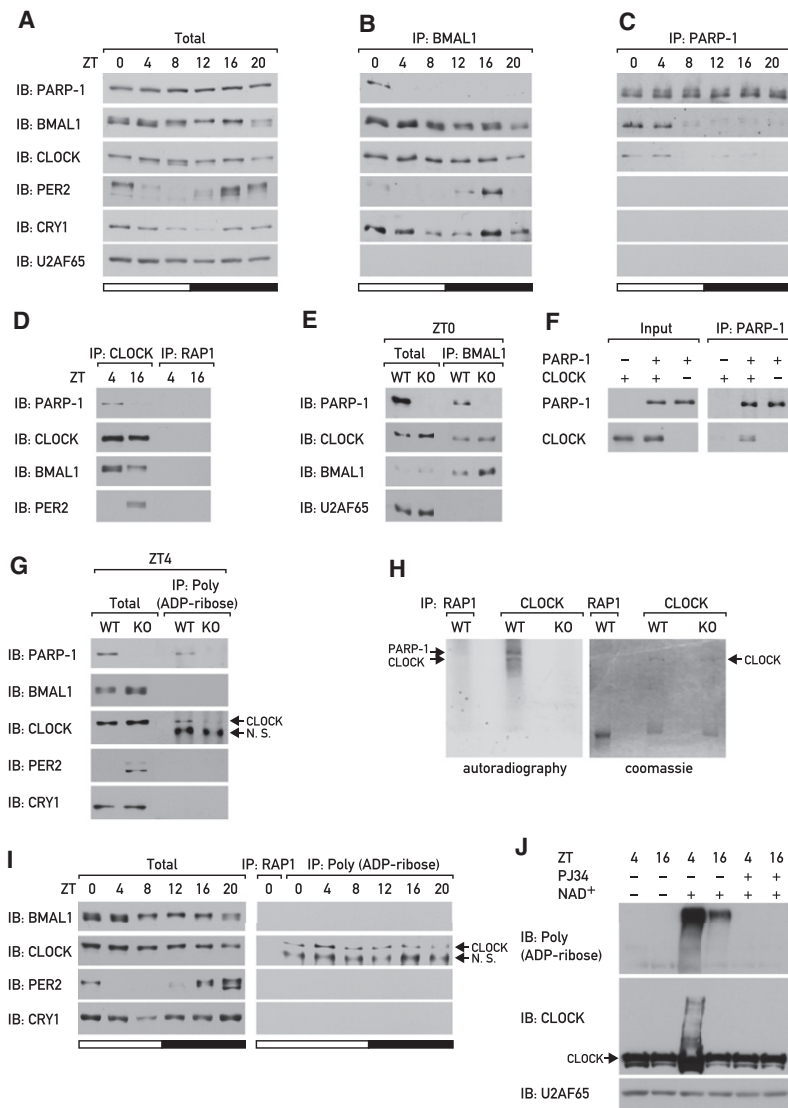 A
Total
ZT 0 4 8 12 16 20
IB: PARP-1
IB: BMAL1
IB: CLOCK
IB: PER2
IB: CRY1
IB: U2AF65
B
IP: BMAL1
0 4 8 12 16 20
C
IP: PARP-1
0 4 8 12 16 20
D
IP: CLOCK IP: RAP1
ZT 4 16 4 16
IB: PARP-1
IB: CLOCK
IB: BMAL1
IB: PER2
E
ZT0
Total IP: BMAL1
WT KO WT KO
IB: PARP-1
IB: CLOCK
IB: BMAL1
IB: U2AF65
F
Input IP: PARP-1
PARP-1 – + + – + +
CLOCK + + – + + –
PARP-1
CLOCK
G
ZT4
IP: Poly
Total (ADP-ribose)
WT KO WT KO
IB: PARP-1
IB: BMAL1
IB: CLOCK
CLOCK
N. S.
IB: PER2
IB: CRY1
H
IP: RAP1 CLOCK RAP1 CLOCK
WT WT KO WT WT KO
PARP-1
CLOCK
CLOCK
autoradiography coomassie
I
Total IP: RAP1 IP: Poly (ADP-ribose)
ZT 0 4 8 12 16 20 0 0 4 8 12 16 20
IB: BMAL1
IB: CLOCK
CLOCK
N. S.
IB: PER2
IB: CRY1
J
ZT 4 16 4 16 4 16
PJ34 – – – – + +
NAD+ – – + + + +
IB: Poly
(ADP-ribose)
IB: CLOCK
CLOCK
IB: U2AF65